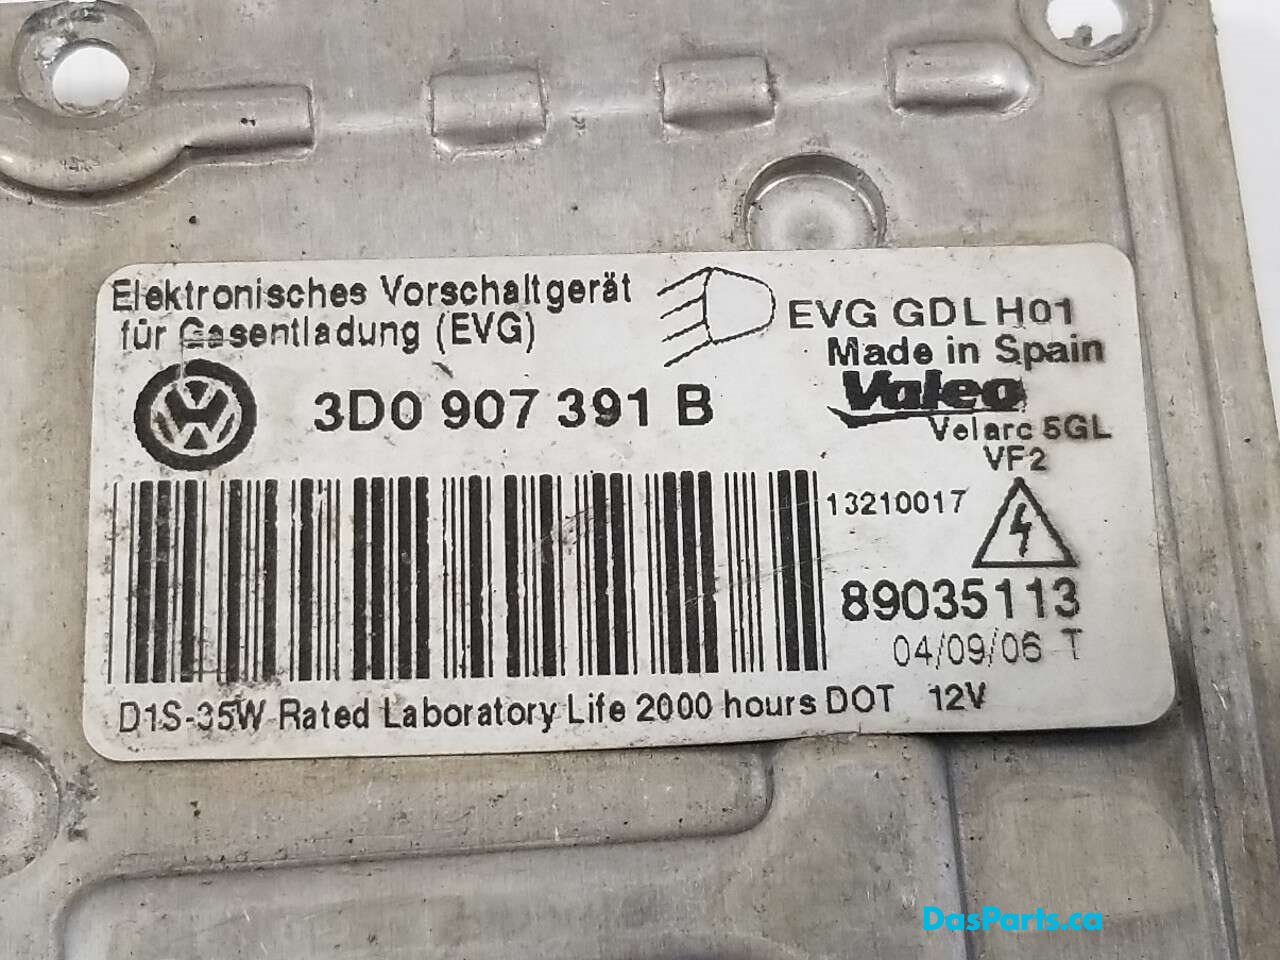 Elektronisches Vorschaltgerät
für Gasentladung (EVG)
3D0 907 391 B
EVG GDL H01
Made in Spain
Valeo
Velarc 5GL
VF2
13210017
89035113
04/09/06 T
D1S-35W Rated Laboratory Life 2000 hours DOT 12V
DasParts.ca